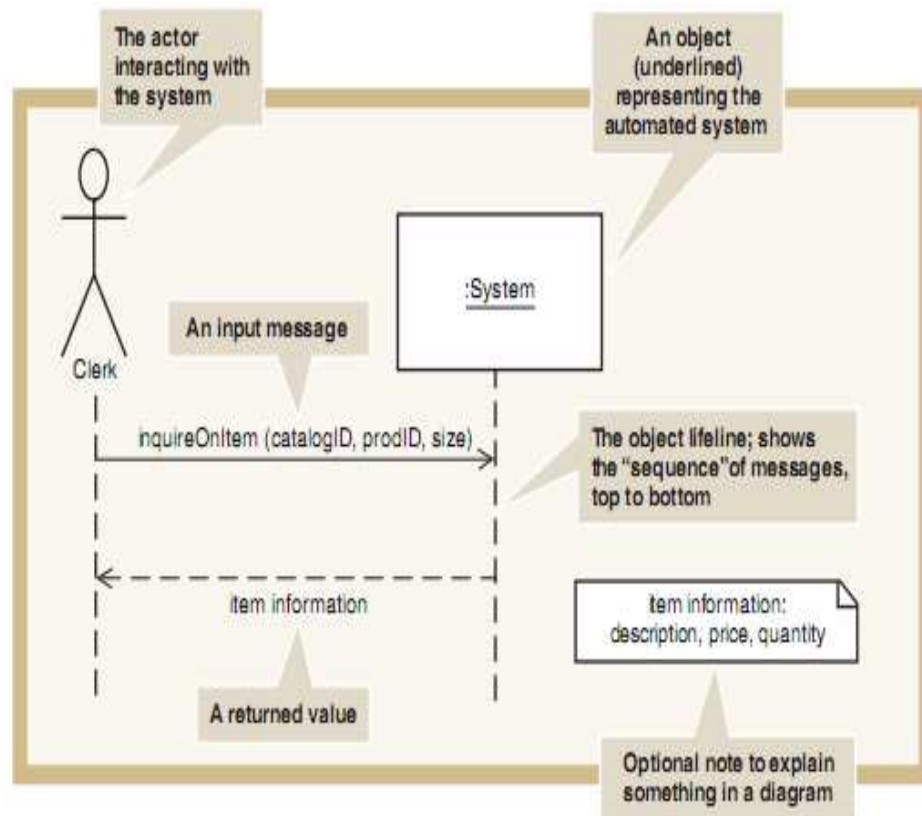 The actor
interacting with
the system
An object
(underlined)
representing the
automated system
:System
An input message
Clerk
inquireOnItem (catalogID, prodID, size)
The object lifeline; shows
the “sequence”of messages,
top to bottom
item information
item information:
description, price, quantity
A returned value
Optional note to explain
something in a diagram